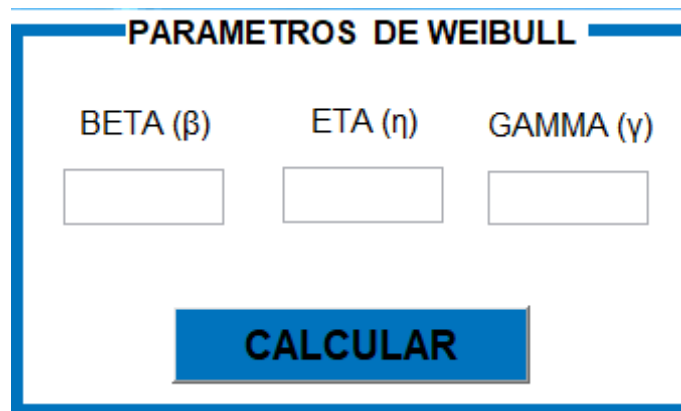 PARAMETROS DE WEIBULL
BETA (β) ETA (η) GAMMA (γ)
CALCULAR